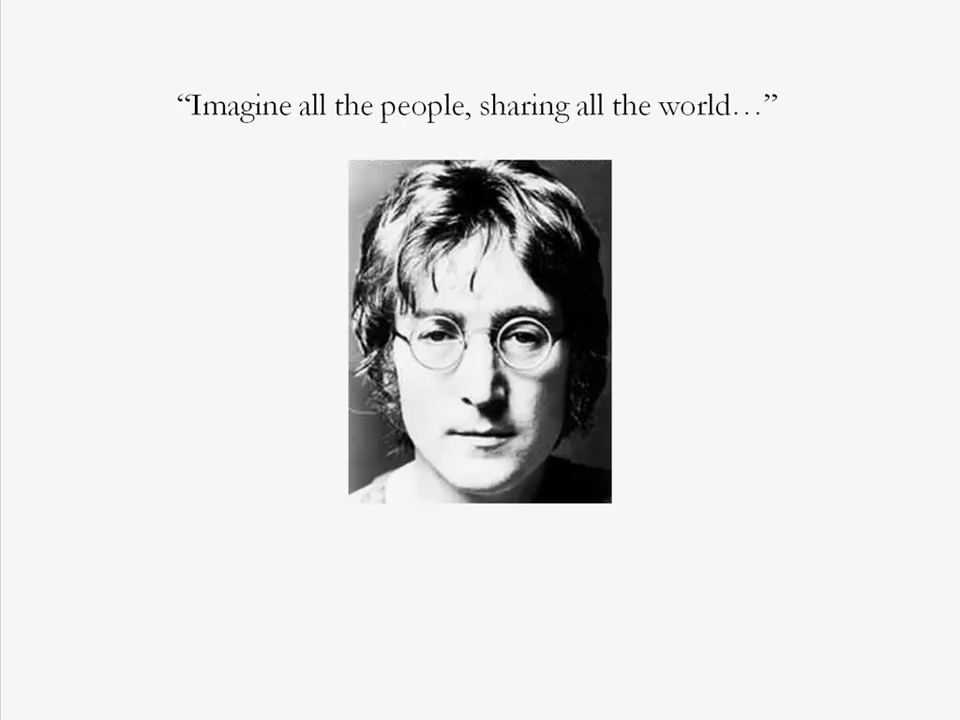 “Imagine all the people, sharing all the world…”